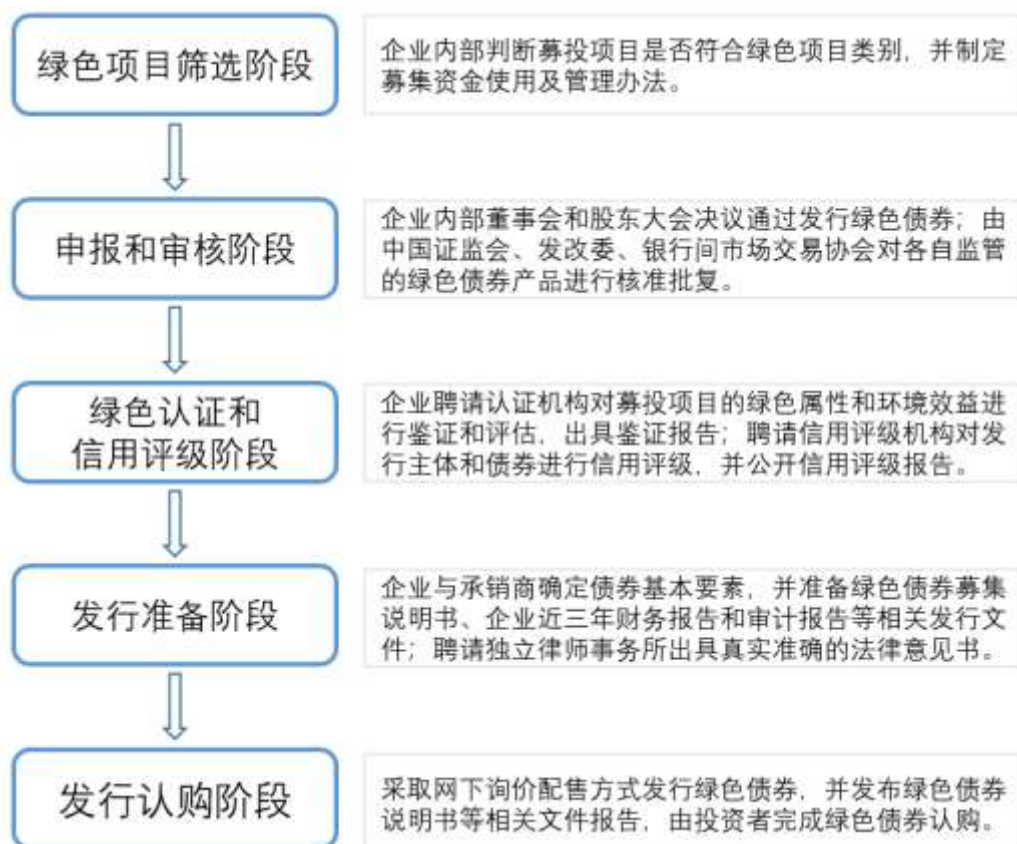 绿色项目筛选阶段
企业内部判断募投项目是否符合绿色项目类别，并制定
募集资金使用及管理办法。
申报和审核阶段
企业内部董事会和股东大会决议通过发行绿色债券；由
中国证监会、发改委、银行间市场交易协会对各自监管
的绿色债券产品进行核准批复。
绿色认证和
信用评级阶段
企业聘请认证机构对募投项目的绿色属性和环境效益进
行鉴证和评估，出具鉴证报告；聘请信用评级机构对发
行主体和债券进行信用评级，并公开信用评级报告。
发行准备阶段
企业与承销商确定债券基本要素，并准备绿色债券募集
说明书、企业近三年财务报告和审计报告等相关发行文
件；聘请独立律师事务所出具真实准确的法律意见书。
发行认购阶段
采取网下询价配售方式发行绿色债券，并发布绿色债券
说明书等相关文件报告，由投资者完成绿色债券认购。